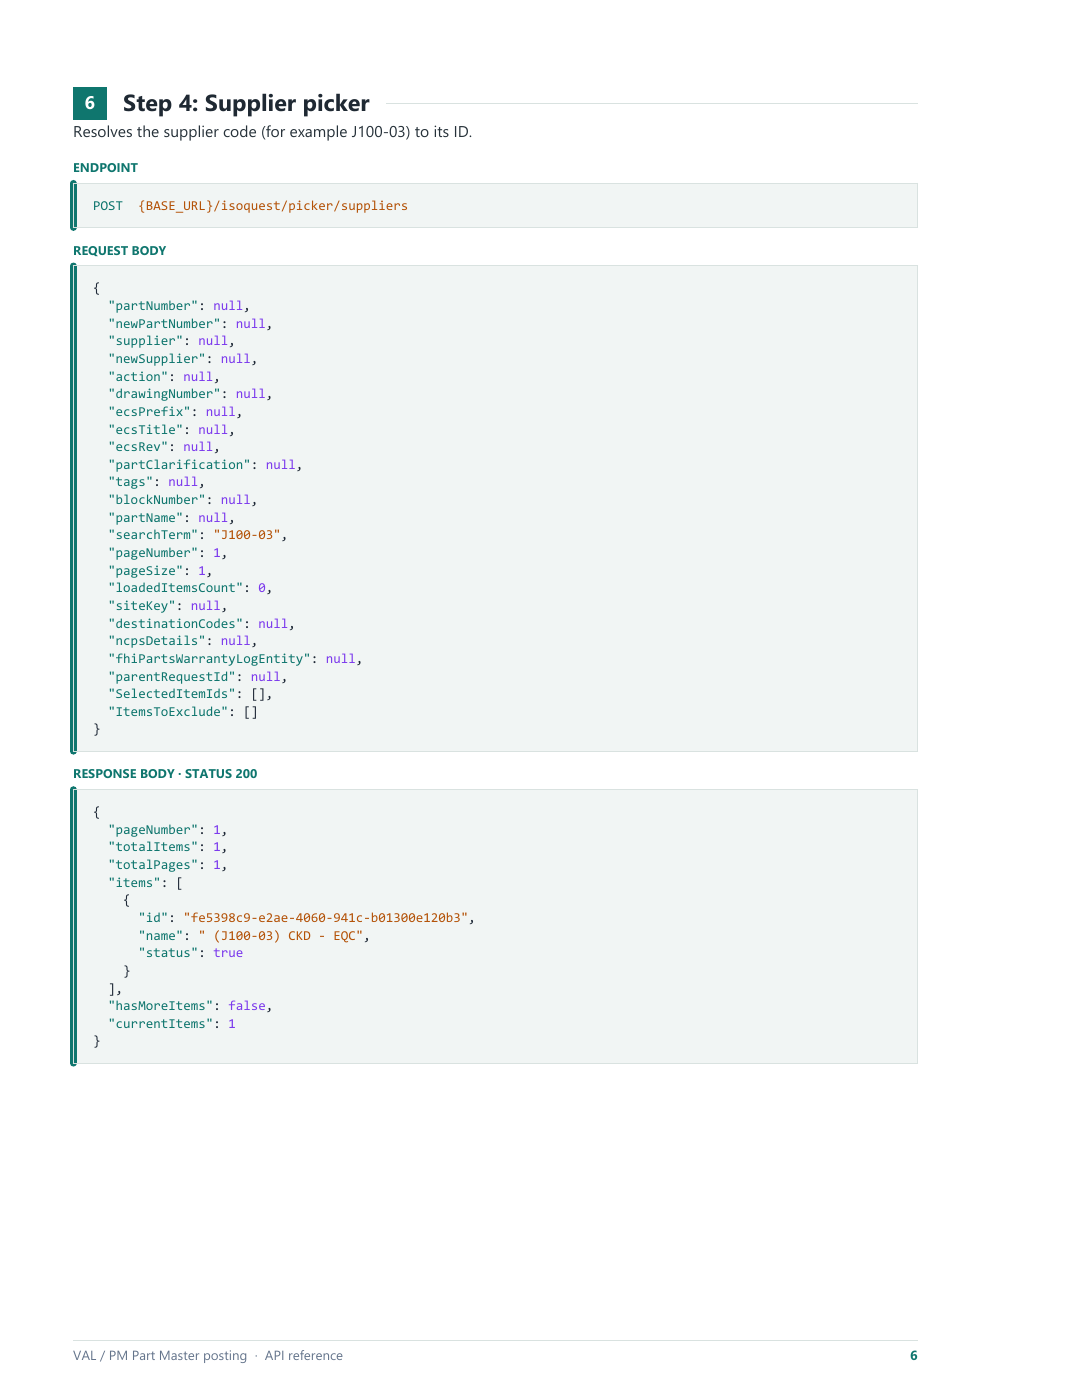 6 Step 4: Supplier picker
Resolves the supplier code (for example J100-03) to its ID.
ENDPOINT
POST  {BASE_URL}/isoquest/picker/suppliers
REQUEST BODY
{
  "partNumber": null,
  "newPartNumber": null,
  "supplier": null,
  "newSupplier": null,
  "action": null,
  "drawingNumber": null,
  "ecsPrefix": null,
  "ecsTitle": null,
  "ecsRev": null,
  "partClarification": null,
  "tags": null,
  "blockNumber": null,
  "partName": null,
  "searchTerm": "J100-03",
  "pageNumber": 1,
  "pageSize": 1,
  "loadedItemsCount": 0,
  "siteKey": null,
  "destinationCodes": null,
  "ncpsDetails": null,
  "fhiPartsWarrantyLogEntity": null,
  "parentRequestId": null,
  "SelectedItemIds": [],
  "ItemsToExclude": []
}
RESPONSE BODY · STATUS 200
{
  "pageNumber": 1,
  "totalItems": 1,
  "totalPages": 1,
  "items": [
    {
      "id": "fe5398c9-e2ae-4060-941c-b01300e120b3",
      "name": " (J100-03) CKD - EQC",
      "status": true
    }
  ],
  "hasMoreItems": false,
  "currentItems": 1
}
VAL / PM Part Master posting · API reference
6